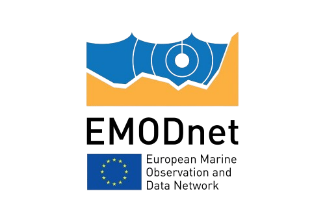 EMODnet
European Marine
Observation and
Data Network